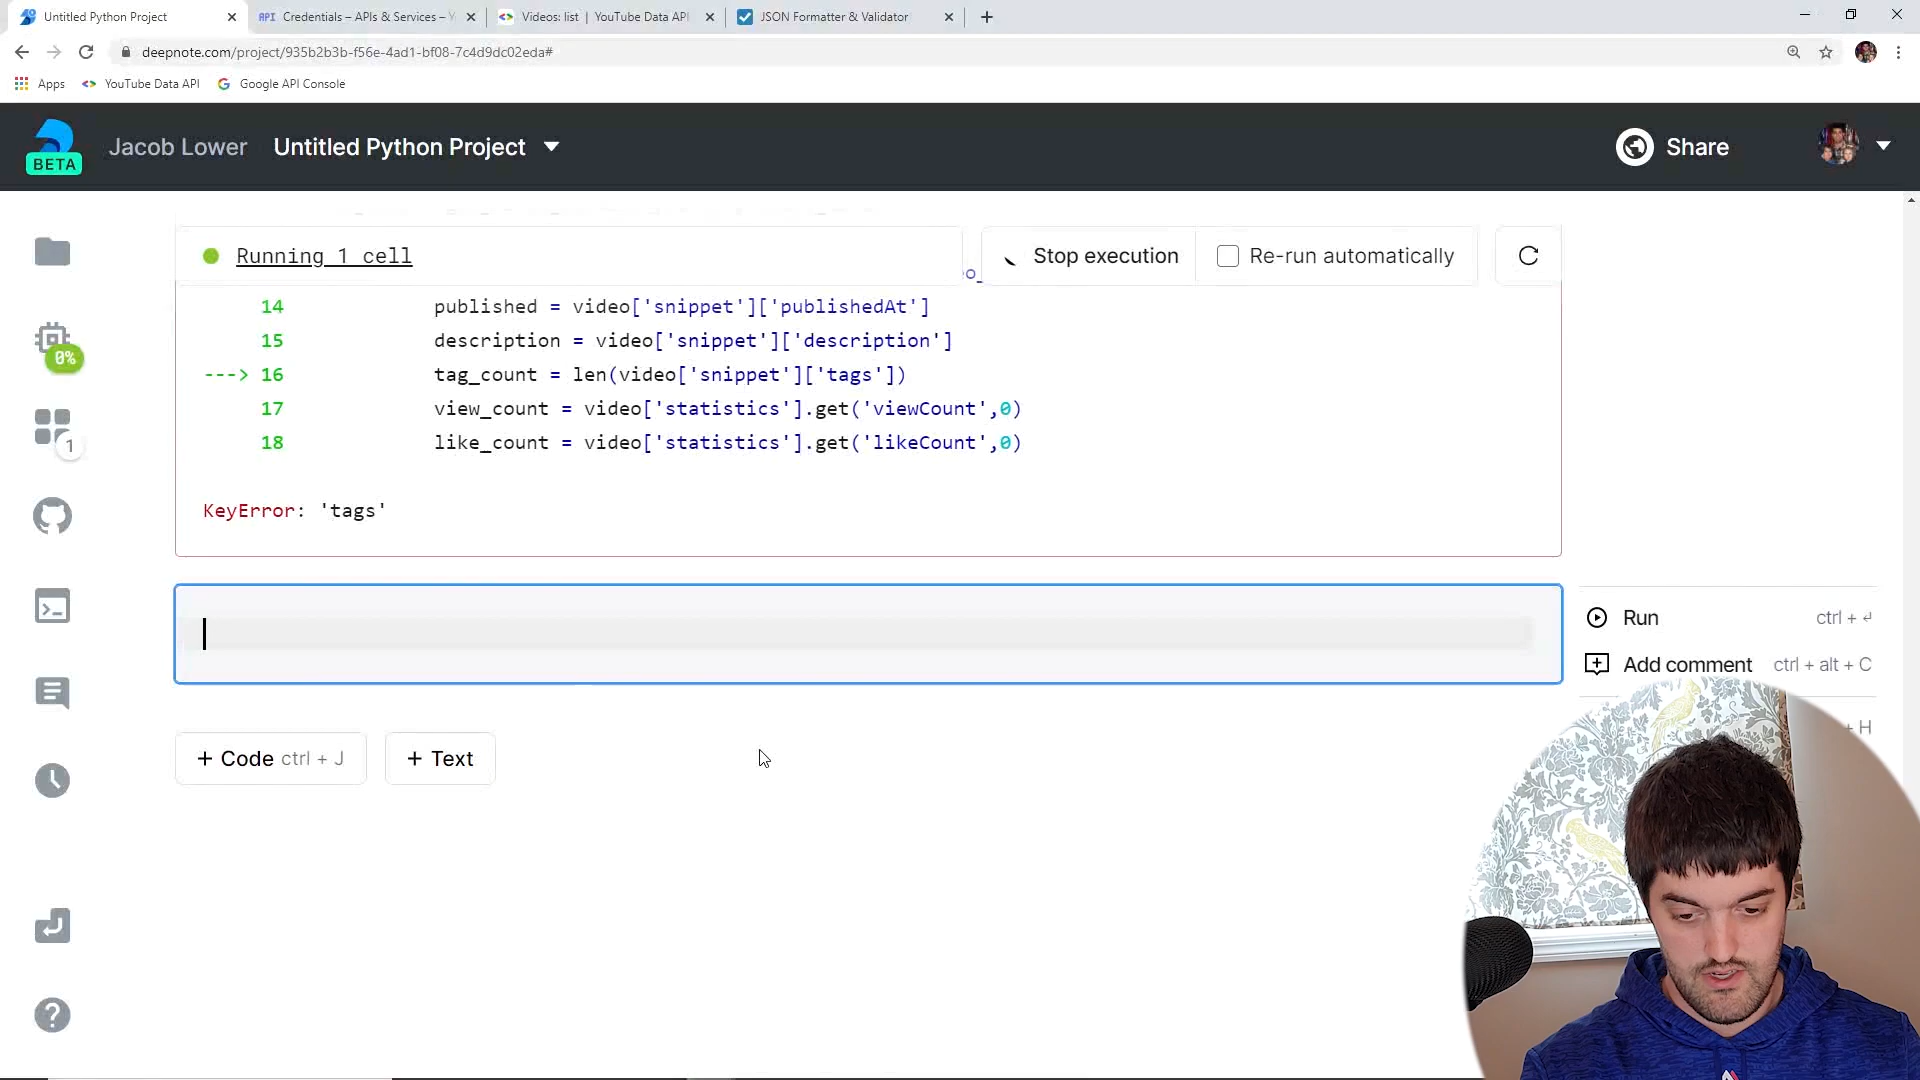 Untitled Python Project
API Credentials – APIs & Services – Y
Videos: list | YouTube Data API
JSON Formatter & Validator
deepnote.com/project/935b2b3b-f56e-4ad1-bf08-7c4d9dc02eda#
Apps
YouTube Data API
Google API Console
BETA
Jacob Lower
Untitled Python Project
Share
Running 1 cell
Stop execution
Re-run automatically
0%
1
14 published = video['snippet']['publishedAt']
15 description = video['snippet']['description']
---> 16 tag_count = len(video['snippet']['tags'])
17 view_count = video['statistics'].get('viewCount',0)
18 like_count = video['statistics'].get('likeCount',0)
KeyError: 'tags'
Run ctrl + ↵
Add comment ctrl + alt + C
+ H
+ Code ctrl + J
+ Text